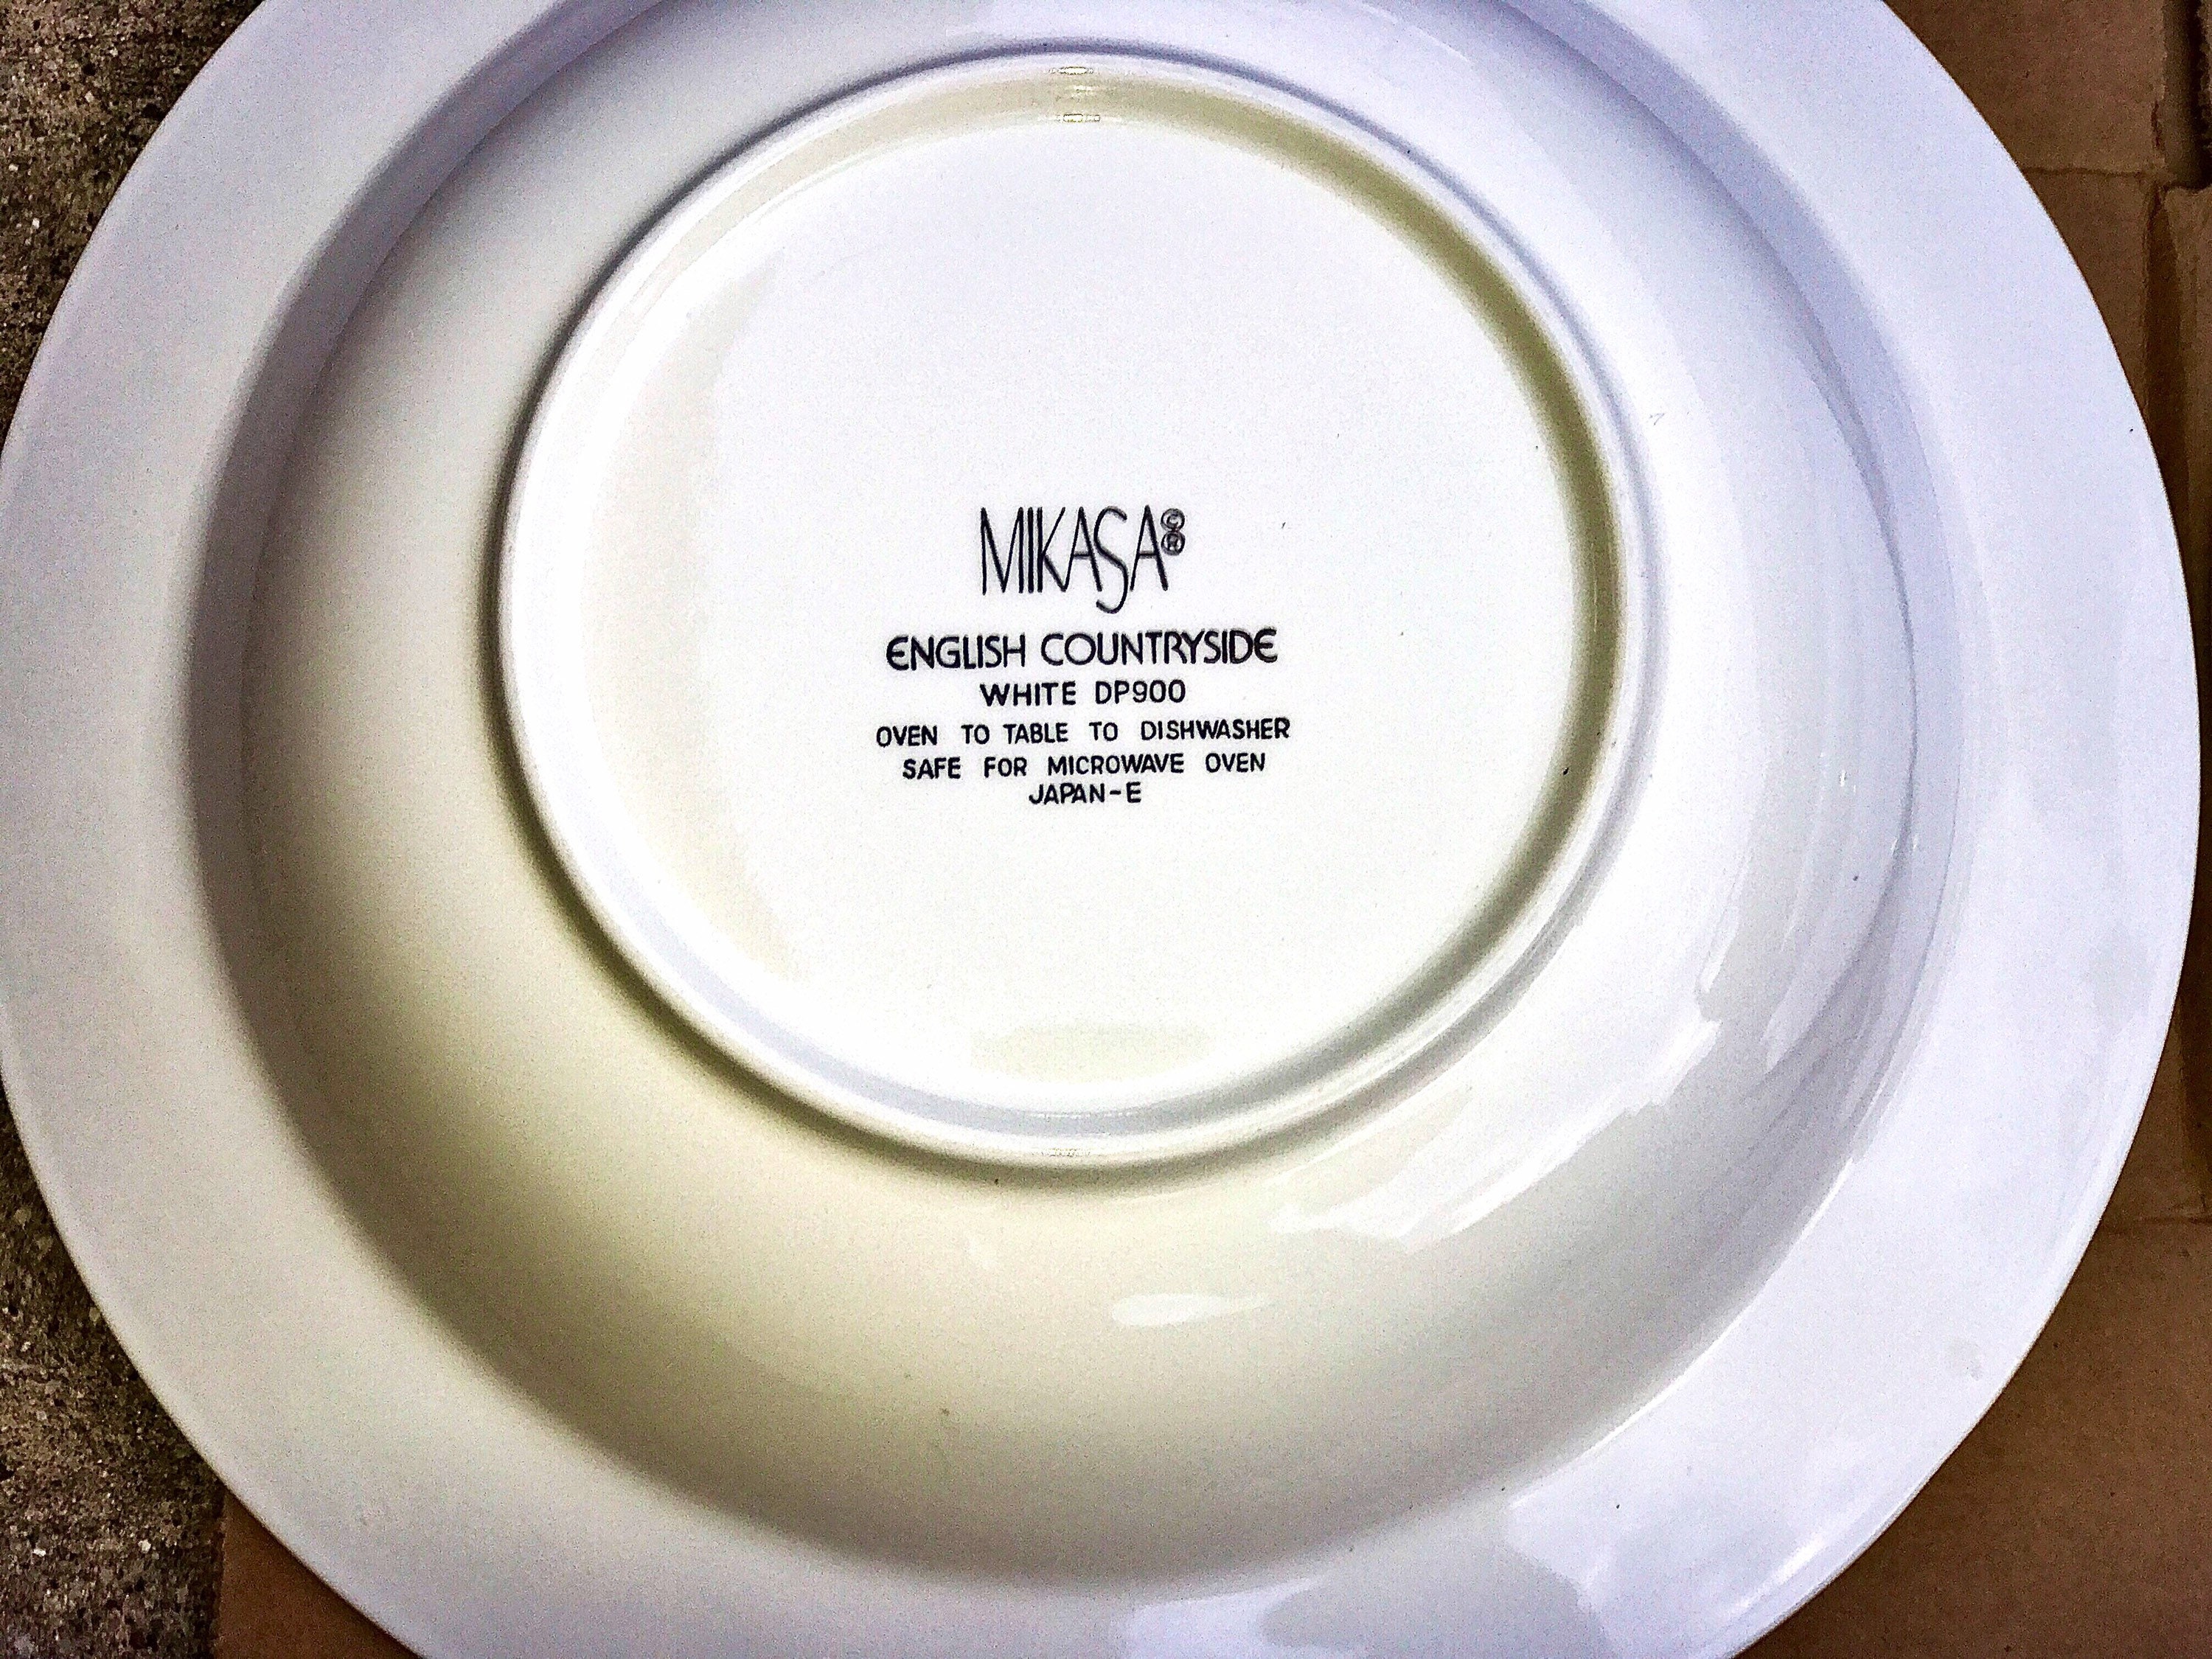 MIKASA©®
ENGLISH COUNTRYSIDE
WHITE DP900
OVEN TO TABLE TO DISHWASHER
SAFE FOR MICROWAVE OVEN
JAPAN-E